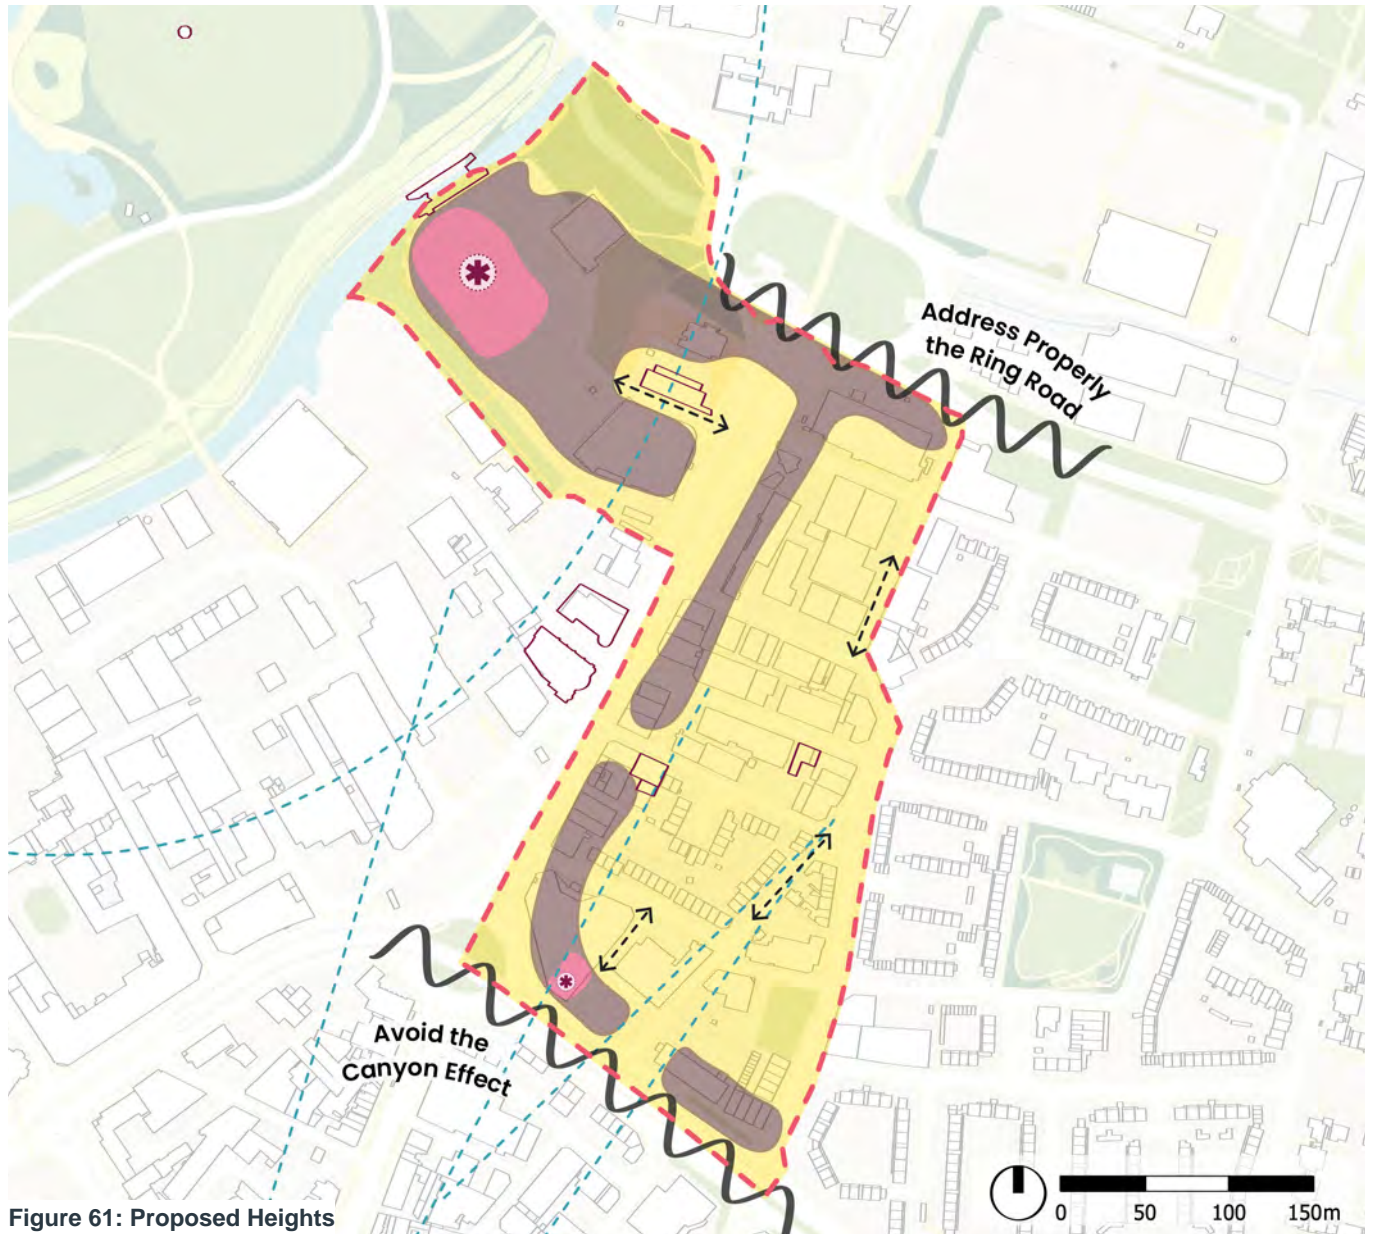 Address Properly
the Ring Road
Avoid the
Canyon Effect
0 50 100 150m
Figure 61: Proposed Heights